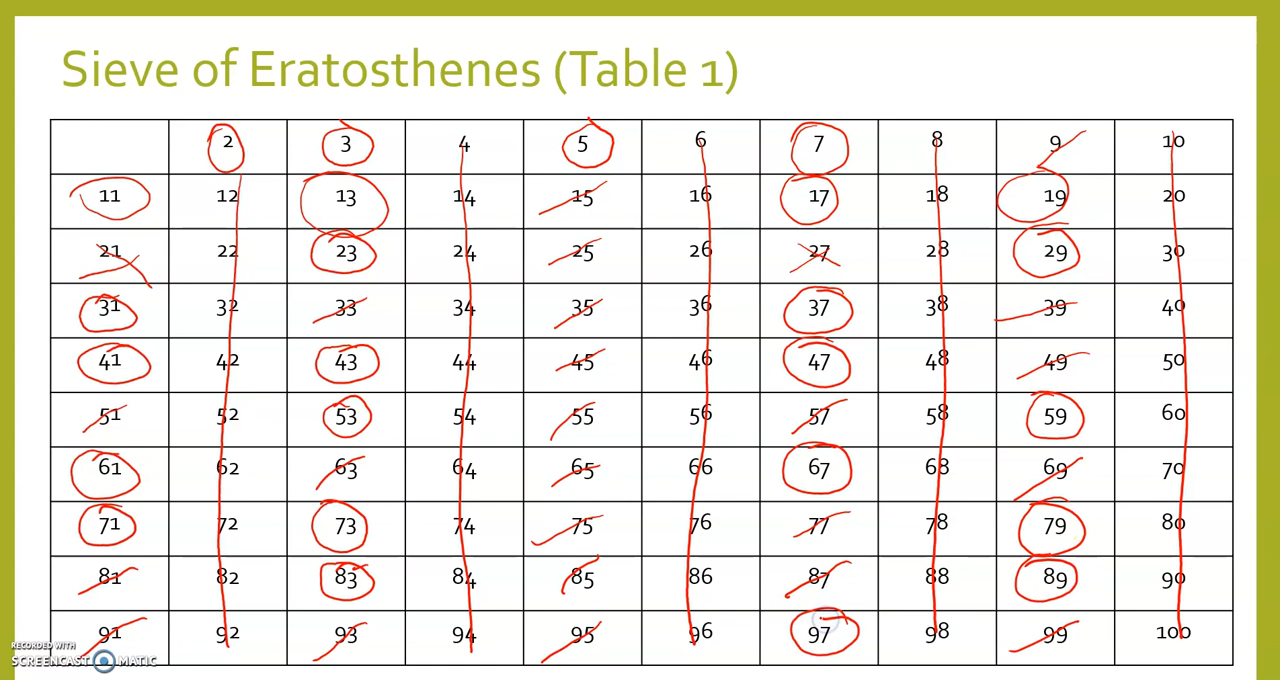 Sieve of Eratosthenes (Table 1)
2 3 4 5 6 7 8 9 10
11 12 13 14 15 16 17 18 19 20
21 22 23 24 25 26 27 28 29 30
31 32 33 34 35 36 37 38 39 40
41 42 43 44 45 46 47 48 49 50
51 52 53 54 55 56 57 58 59 60
61 62 63 64 65 66 67 68 69 70
71 72 73 74 75 76 77 78 79 80
81 82 83 84 85 86 87 88 89 90
91 92 93 94 95 96 97 98 99 100
RECORDED WITH
SCREENCAST MATIC